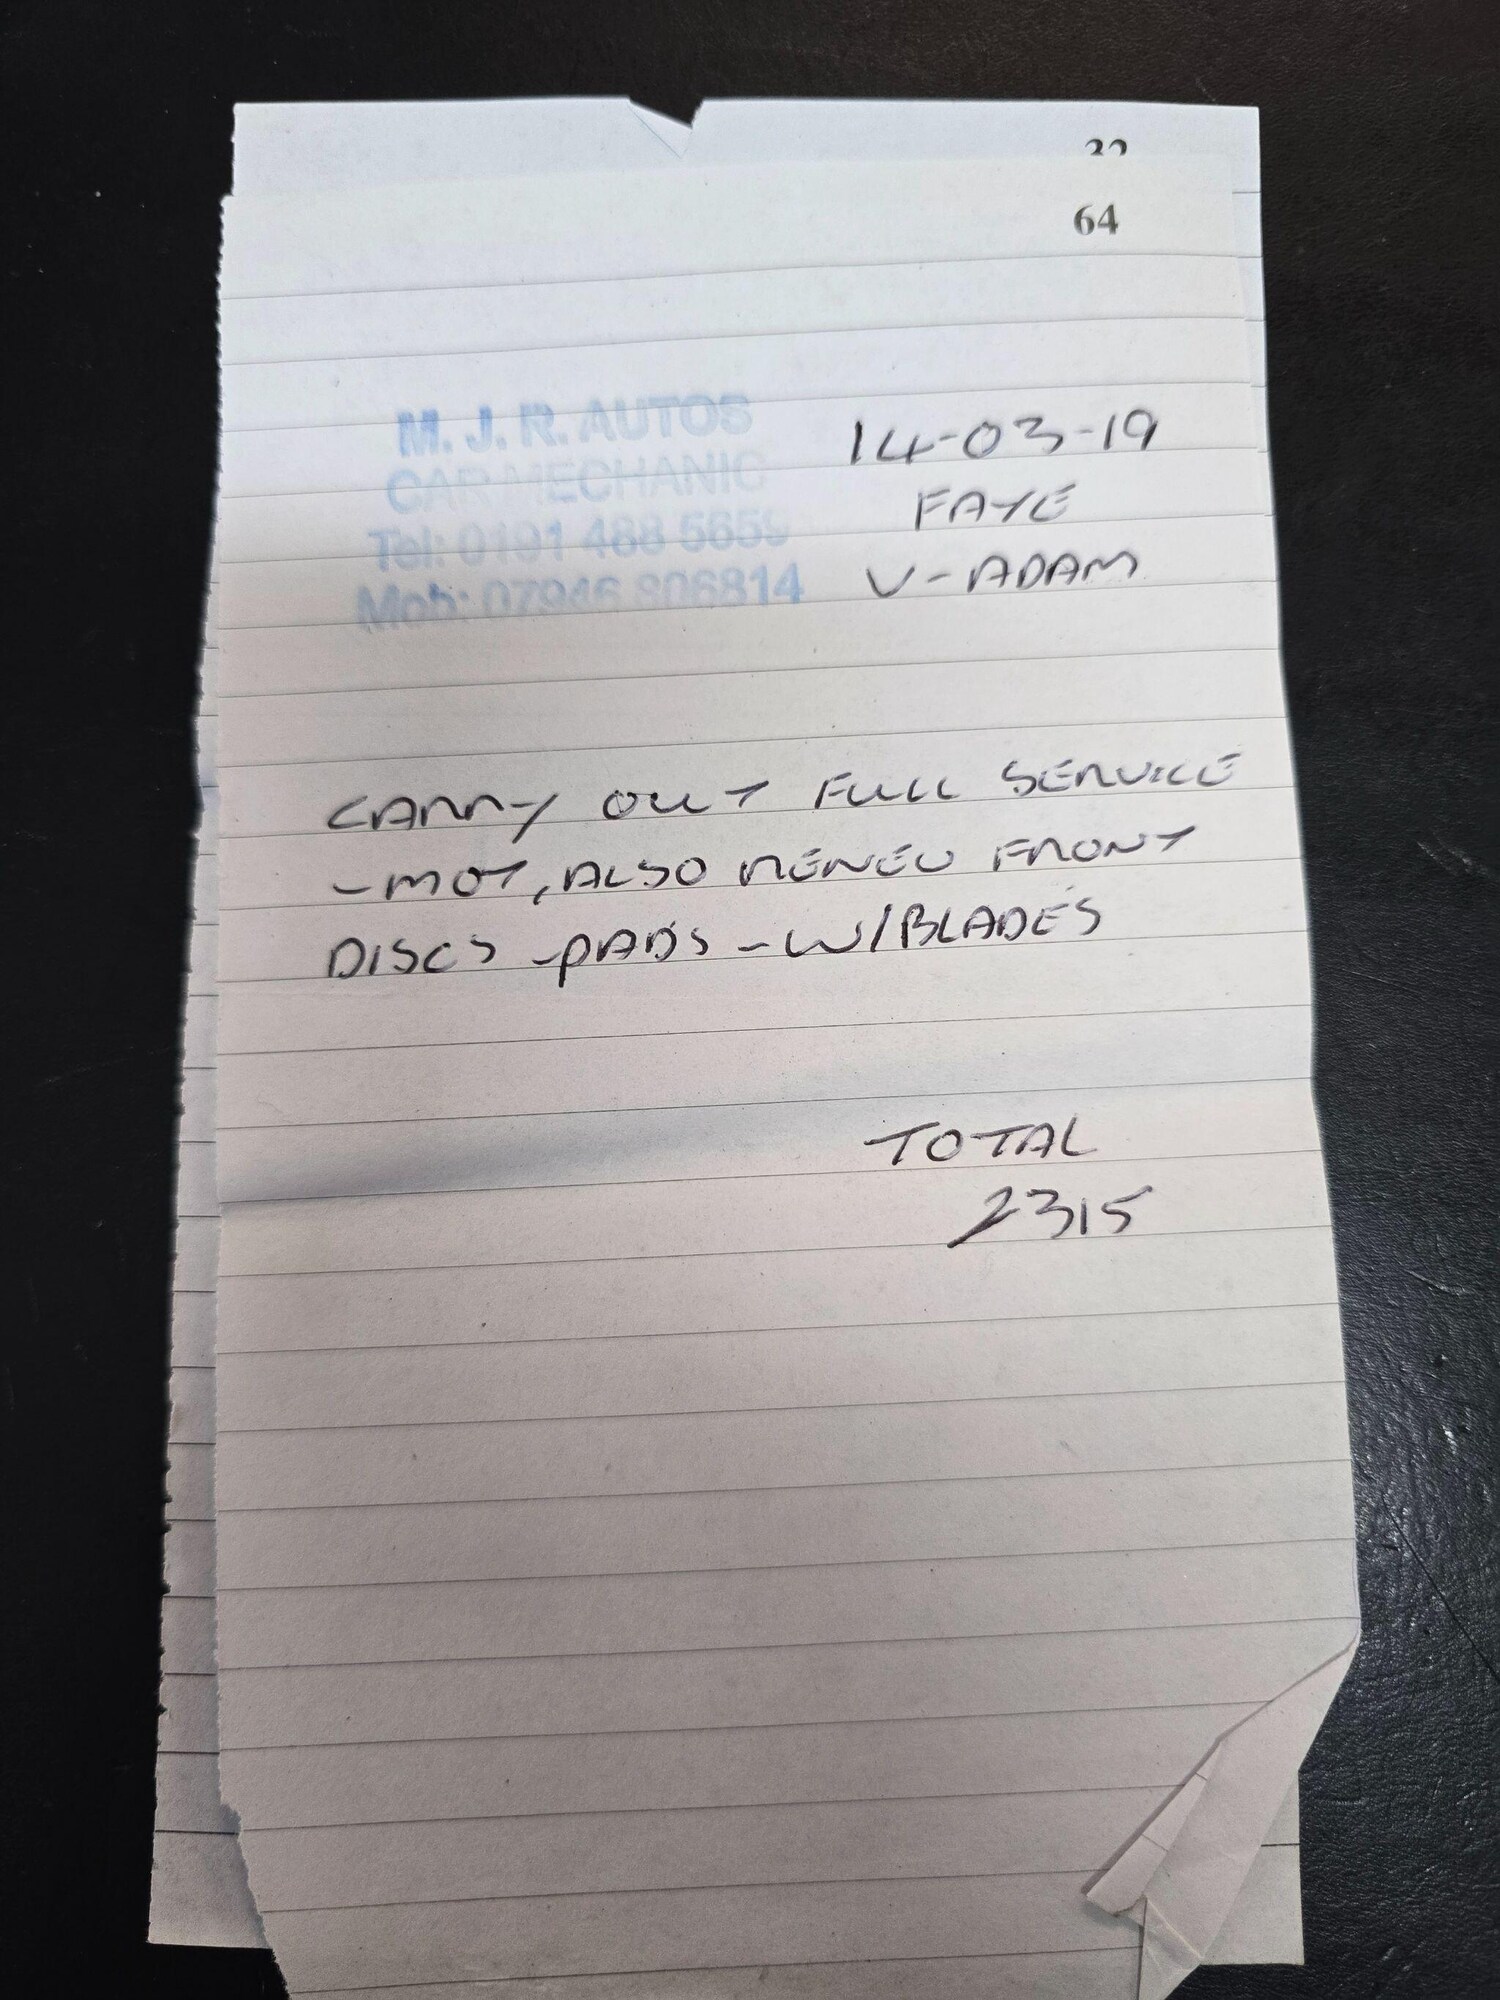 64
M. J. R. AUTOS
CAR MECHANIC
Tel: 0191 488 5659
Mob: 07946 806814
14-03-19
FAYE
V-ADAM
CARRY OUT FULL SERVICE
-MOT, ALSO RENEW FRONT
DISCS -PADS -W/BLADES
TOTAL
£315